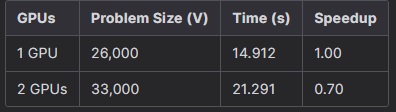 GPUs Problem Size (V) Time (s) Speedup
1 GPU 26,000 14.912 1.00
2 GPUs 33,000 21.291 0.70